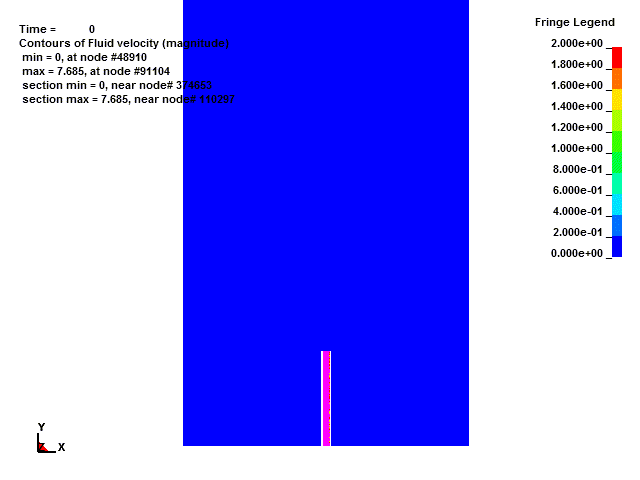 Time = 0
Contours of Fluid velocity (magnitude)
min = 0, at node #48910
max = 7.685, at node #91104
section min = 0, near node# 374653
section max = 7.685, near node#
Fringe Legend
2.000e+00
1.800e+00
1.600e+00
1.400e+00
1.200e+00
1.000e+00
8.000e-01
6.000e-01
4.000e-01
2.000e-01
0.000e+00
Y
X